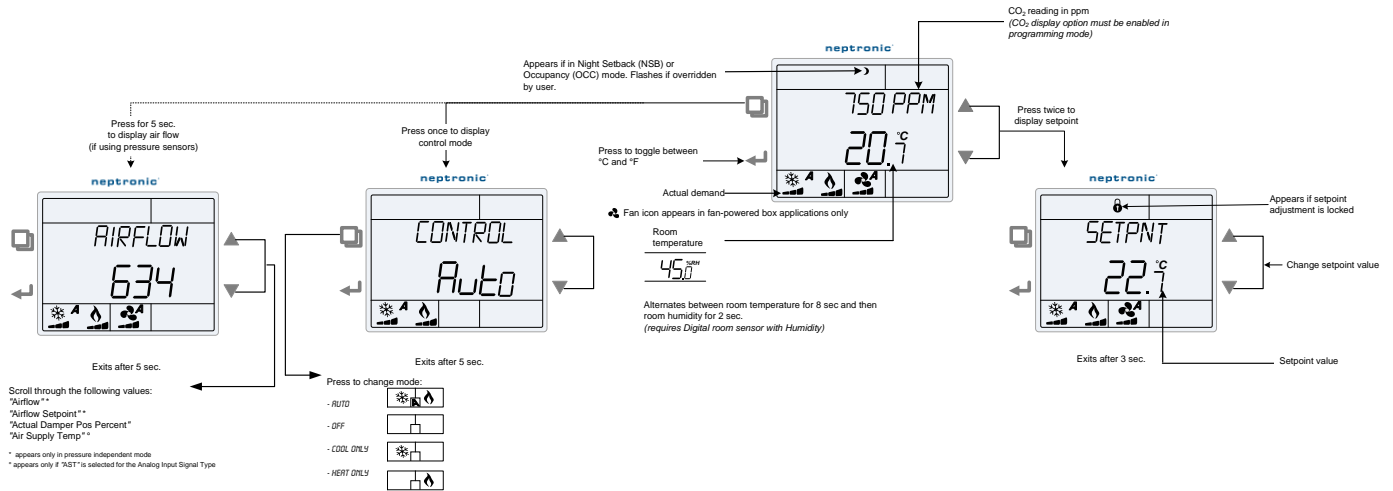 CO₂ reading in ppm
(CO₂ display option must be enabled in
programming mode)
neptronic
Appears if in Night Setback (NSB) or
Occupancy (OCC) mode. Flashes if overridden
by user.
750 PPM
20.7 °C
A A
Press twice to
display setpoint
Press for 5 sec.
to display air flow
(if using pressure sensors)
Press once to display
control mode
Press to toggle between
°C and °F
Actual demand
Fan icon appears in fan-powered box applications only
Room
temperature
45.0 %RH
Alternates between room temperature for 8 sec and then
room humidity for 2 sec.
(requires Digital room sensor with Humidity)
neptronic
AIRFLOW
634
A A
Exits after 5 sec.
Scroll through the following values:
"Airflow"*
"Airflow Setpoint"*
"Actual Damper Pos Percent"
"Air Supply Temp"°
* appears only in pressure independent mode
° appears only if "AST" is selected for the Analog Input Signal Type
neptronic
CONTROL
Auto
A
Exits after 5 sec.
Press to change mode:
- AUTO
A
- OFF
- COOL ONLY
- HEAT ONLY
neptronic
SETPNT
22.7 °C
A A
Exits after 3 sec.
Appears if setpoint
adjustment is locked
Change setpoint value
Setpoint value